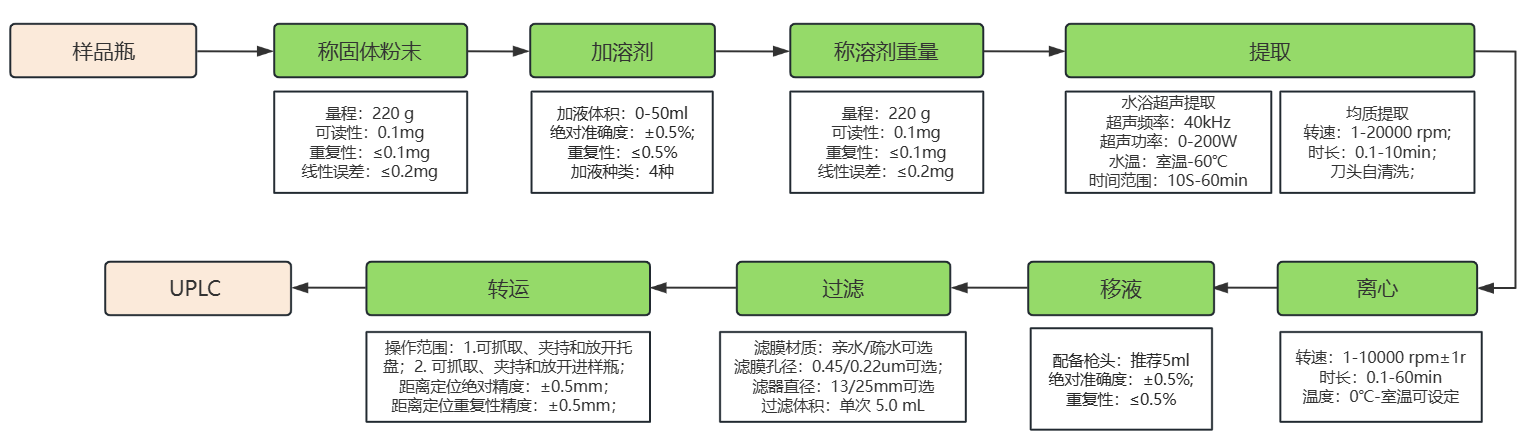 样品瓶
称固体粉末
加溶剂
称溶剂重量
提取
量程：220 g
可读性：0.1mg
重复性：≤0.1mg
线性误差：≤0.2mg
加液体积：0-50ml
绝对准确度：±0.5%;
重复性：≤0.5%
加液种类：4种
量程：220 g
可读性：0.1mg
重复性：≤0.1mg
线性误差：≤0.2mg
水浴超声提取
超声频率：40kHz
超声功率：0-200W
水温：室温-60℃
时间范围：10S-60min
均质提取
转速：1-20000 rpm;
时长：0.1-10min；
刀头自清洗；
UPLC
转运
过滤
移液
离心
操作范围：1.可抓取、夹持和放开托
盘；2. 可抓取、夹持和放开进样瓶；
距离定位绝对精度：±0.5mm；
距离定位重复性精度：±0.5mm；
滤膜材质：亲水/疏水可选
滤膜孔径：0.45/0.22um可选；
滤器直径：13/25mm可选
过滤体积：单次 5.0 mL
配备枪头：推荐5ml
绝对准确度：±0.5%;
重复性：≤0.5%
转速：1-10000 rpm±1r
时长：0.1-60min
温度：0℃-室温可设定